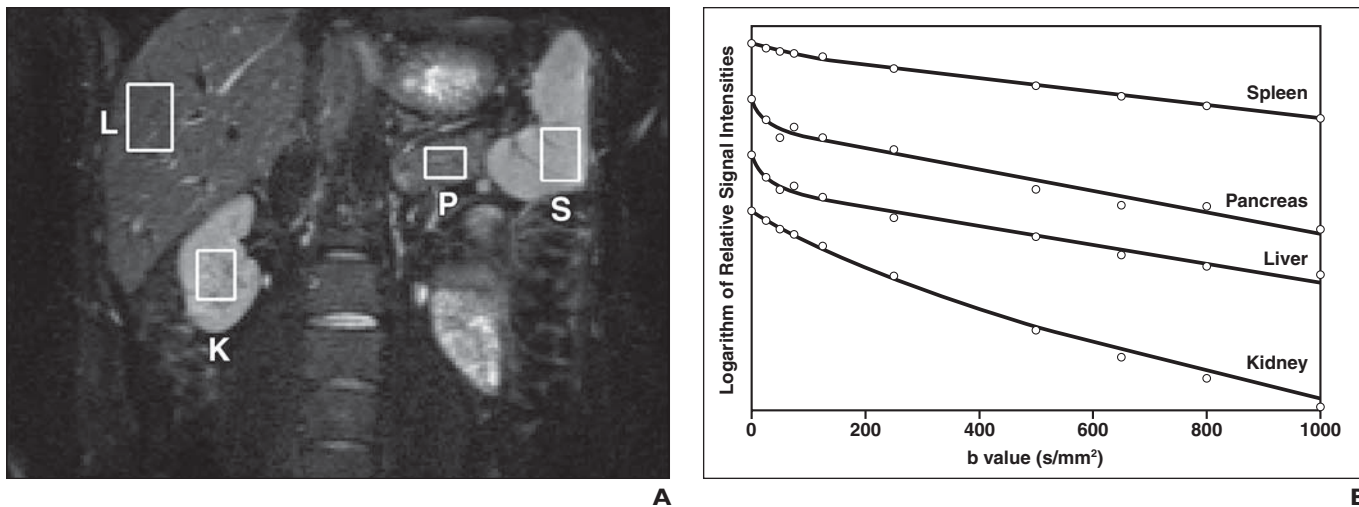 L
P
S
K
A
Logarithm of Relative Signal Intensities
Spleen
Pancreas
Liver
Kidney
0
200
400
600
800
1000
b value (s/mm²)